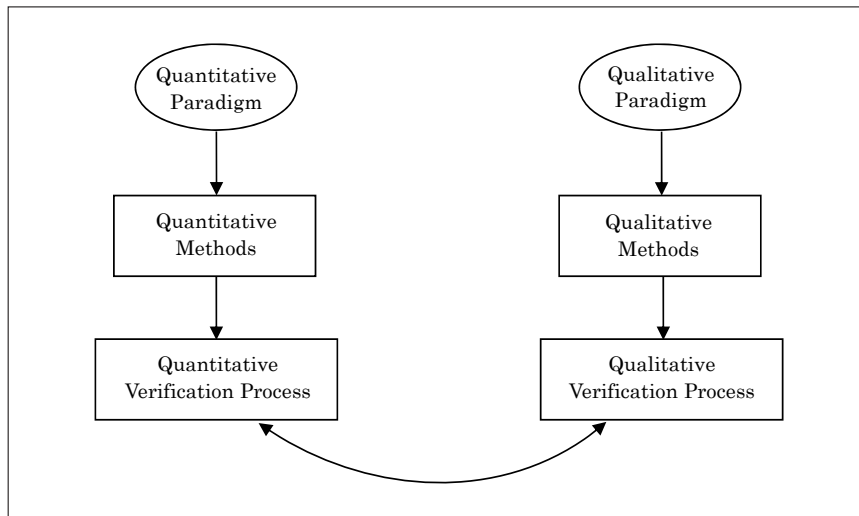 Quantitative
Paradigm
Qualitative
Paradigm
Quantitative
Methods
Qualitative
Methods
Quantitative
Verification Process
Qualitative
Verification Process